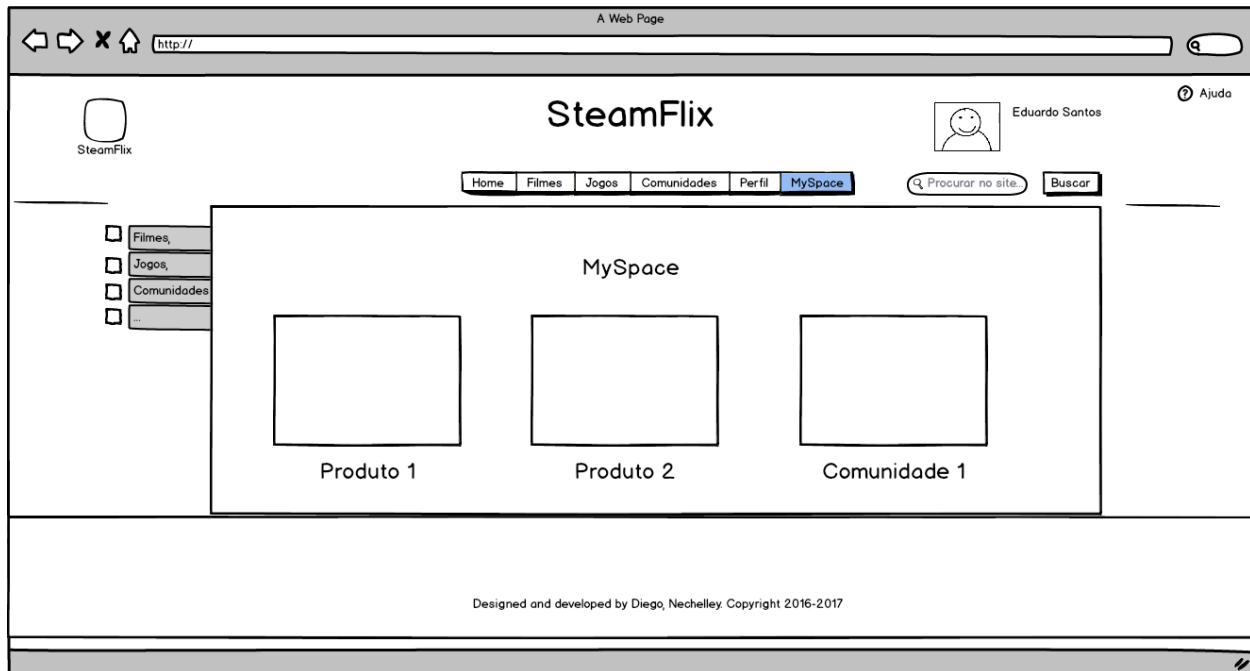 A Web Page
http://
Ajuda
SteamFlix
Eduardo Santos
SteamFlix
Home Filmes Jogos Comunidades Perfil MySpace
Procurar no site... Buscar
Filmes,
Jogos,
Comunidades
...
MySpace
Produto 1 Produto 2 Comunidade 1
Designed and developed by Diego, Nechelley. Copyright 2016-2017